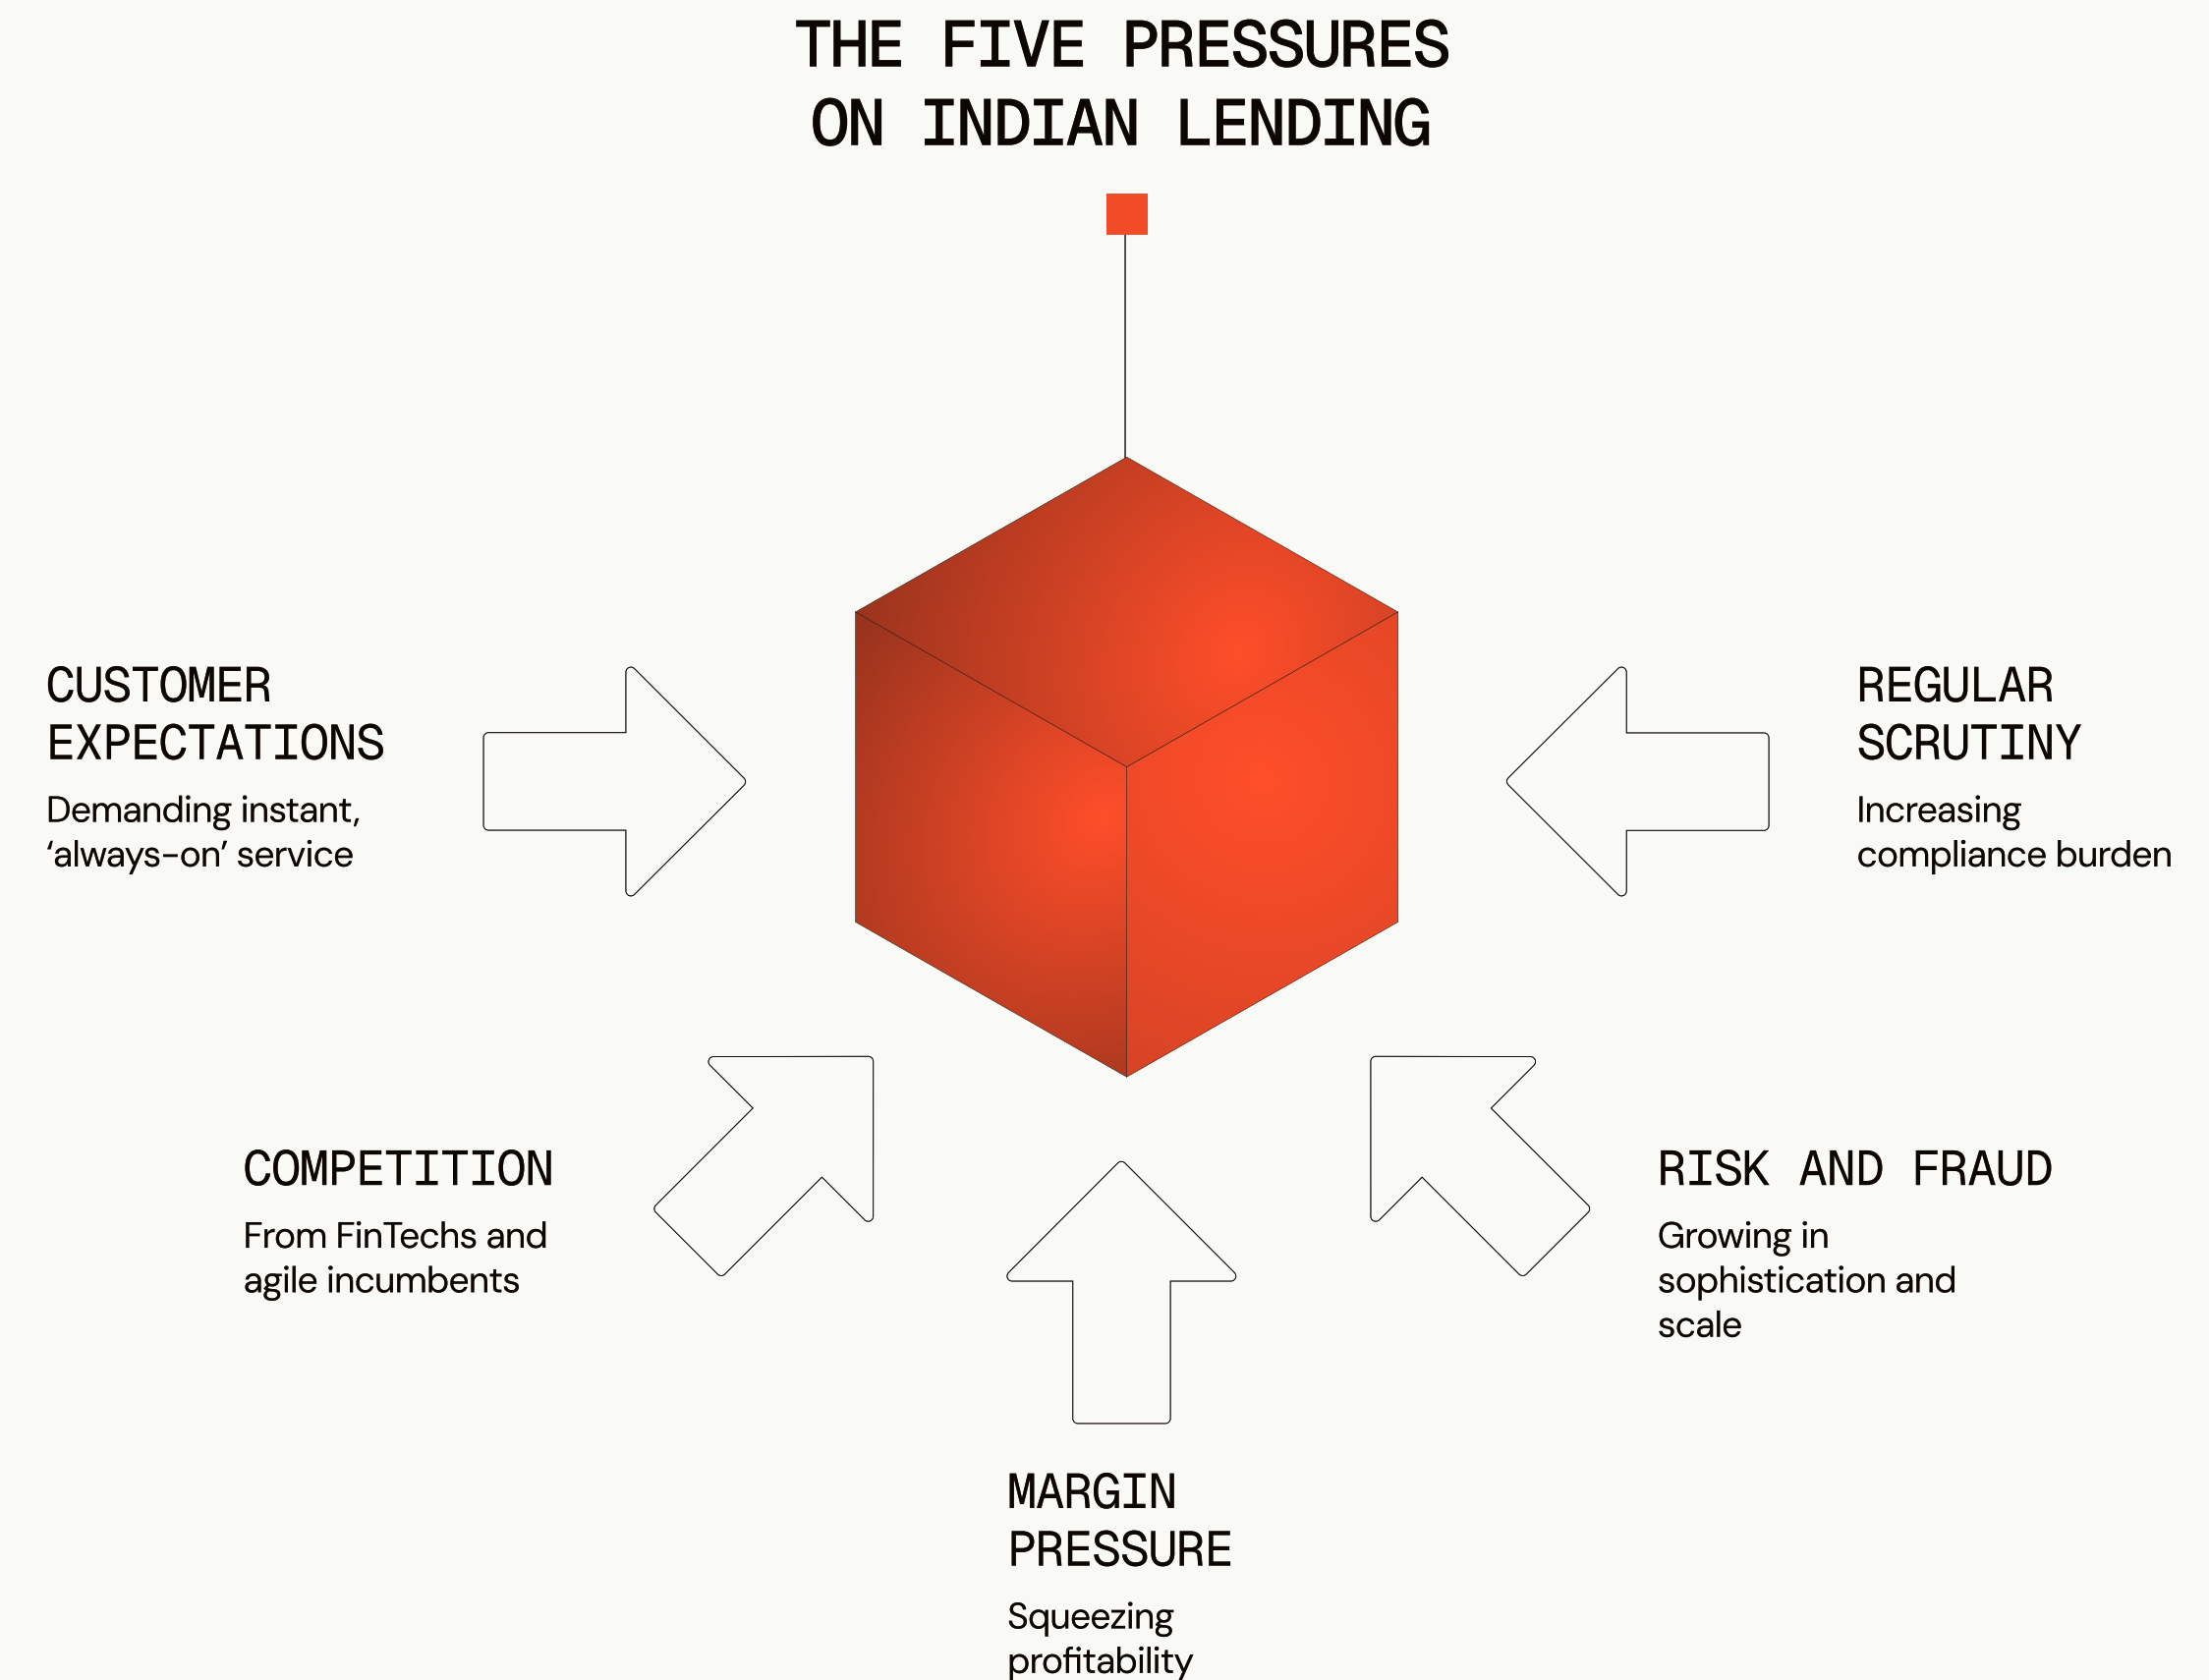 THE FIVE PRESSURES
ON INDIAN LENDING
CUSTOMER
EXPECTATIONS
Demanding instant,
‘always-on’ service
REGULAR
SCRUTINY
Increasing
compliance burden
COMPETITION
From FinTechs and
agile incumbents
RISK AND FRAUD
Growing in
sophistication and
scale
MARGIN
PRESSURE
Squeezing
profitability